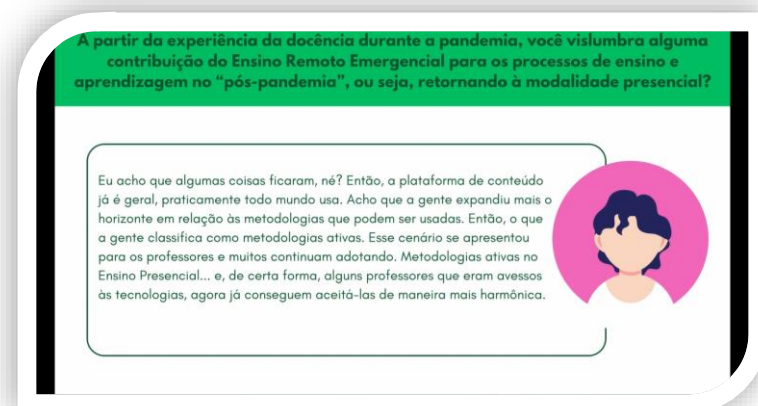 A partir da experiência da docência durante a pandemia, você vislumbra alguma
contribuição do Ensino Remoto Emergencial para os processos de ensino e
aprendizagem no “pós-pandemia”, ou seja, retornando à modalidade presencial?
Eu acho que algumas coisas ficaram, né? Então, a plataforma de conteúdo
já é geral, praticamente todo mundo usa. Acho que a gente expandiu mais o
horizonte em relação às metodologias que podem ser usadas. Então, o que
a gente classifica como metodologias ativas. Esse cenário se apresentou
para os professores e muitos continuam adotando. Metodologias ativas no
Ensino Presencial... e, de certa forma, alguns professores que eram avessos
às tecnologias, agora já conseguem aceitá-las de maneira mais harmônica.